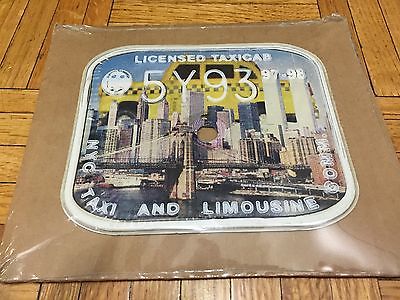 LICENSED TAXICAB
5Y93
97-98
NYC TAXI AND LIMOUSINE COMM.